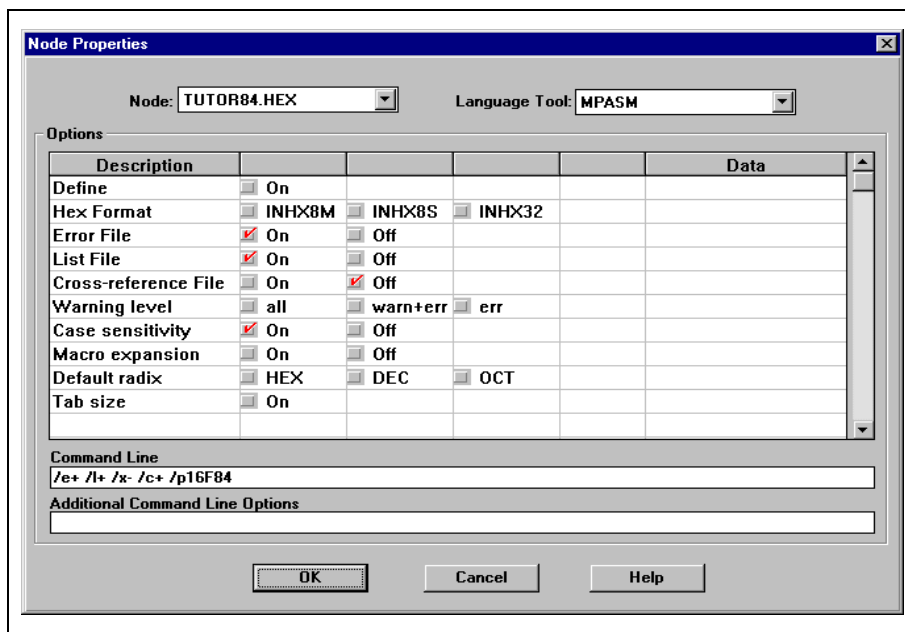 Node Properties
Node: TUTOR84.HEX Language Tool: MPASM
Options
Description Data
Define On
Hex Format INHX8M INHX8S INHX32
Error File On Off
List File On Off
Cross-reference File On Off
Warning level all warn+err err
Case sensitivity On Off
Macro expansion On Off
Default radix HEX DEC OCT
Tab size On
Command Line
/e+ /l+ /x- /c+ /p16F84
Additional Command Line Options
OK Cancel Help